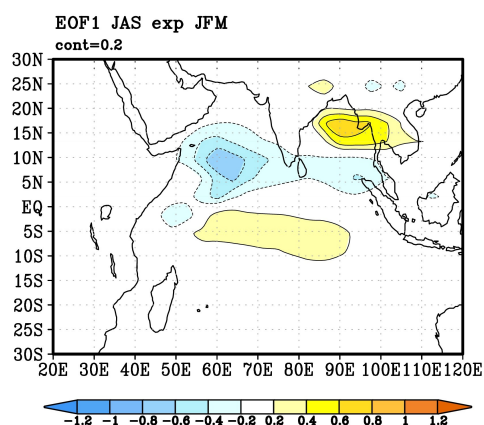 EOF1 JAS exp JFM
cont=0.2
30N
25N
20N
15N
10N
5N
EQ
5S
10S
15S
20S
25S
30S
20E 30E 40E 50E 60E 70E 80E 90E 100E 110E 120E
-1.2 -1 -0.8 -0.6 -0.4 -0.2 0.2 0.4 0.6 0.8 1 1.2